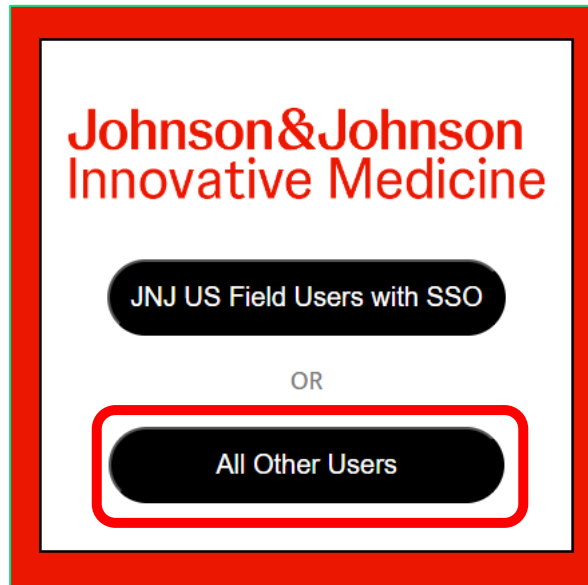 Johnson&Johnson
Innovative Medicine
JNJ US Field Users with SSO
OR
All Other Users